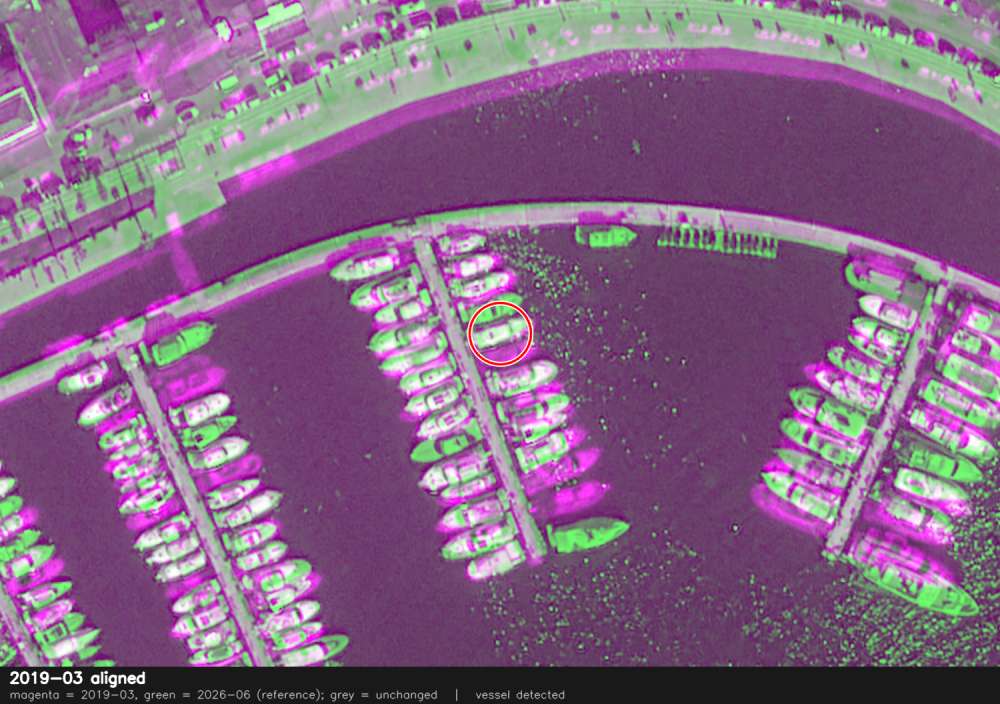 2019-03 aligned
magenta = 2019-03, green = 2026-06 (reference); grey = unchanged | vessel detected